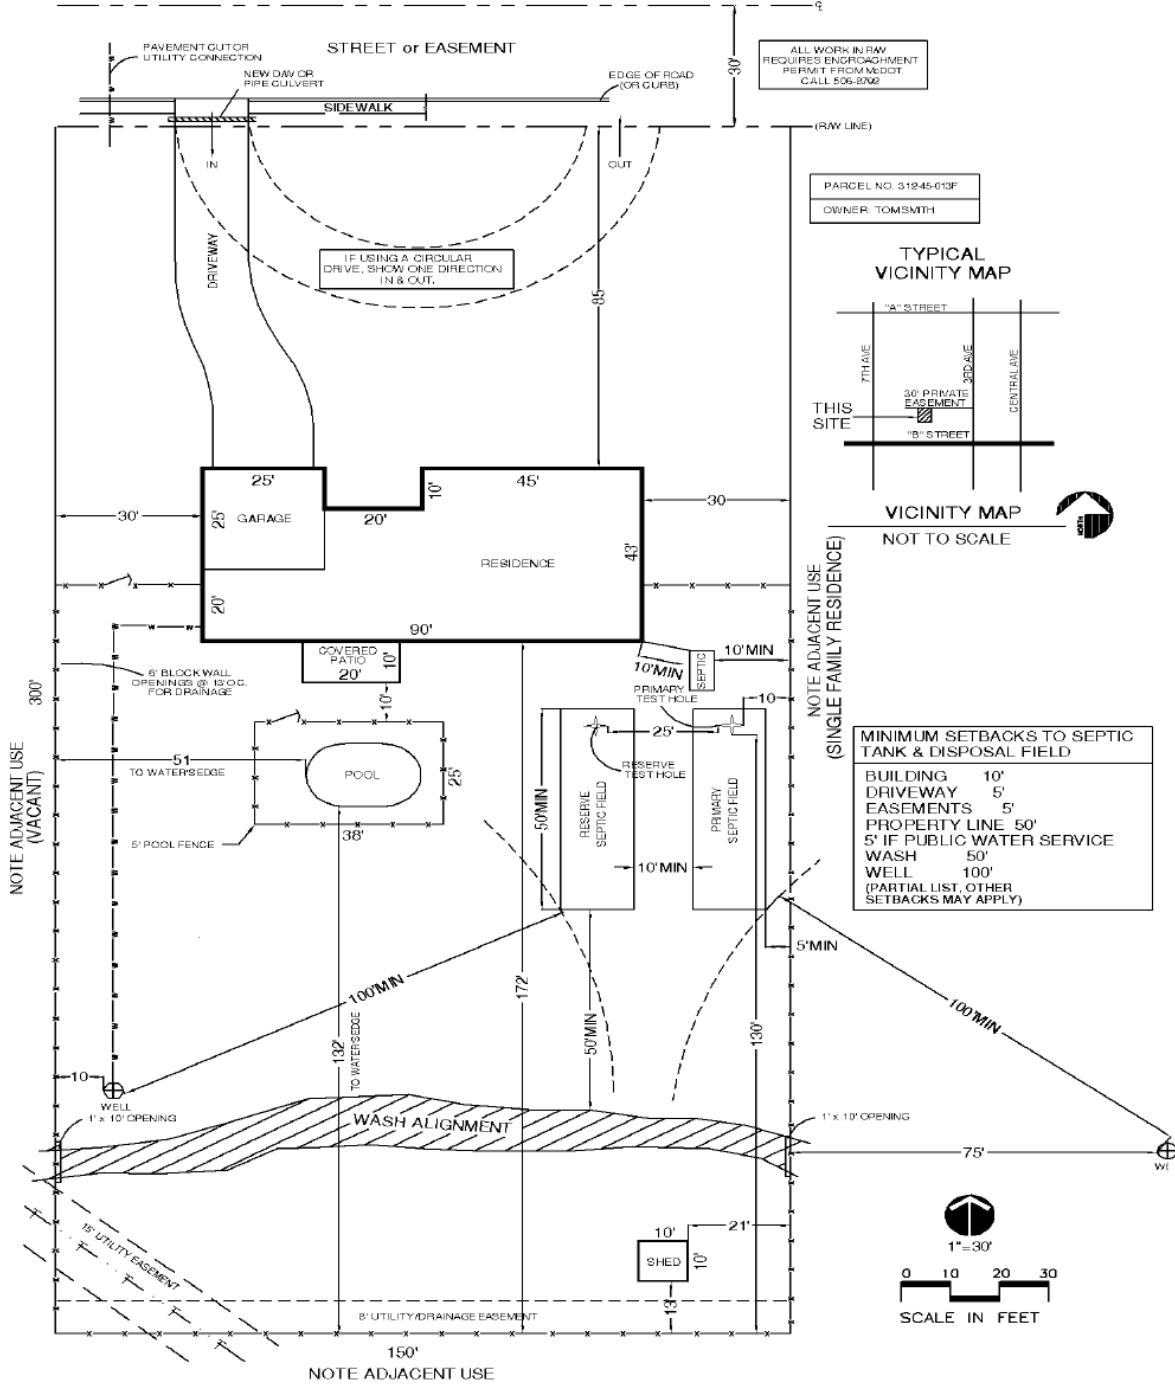 ℄
PAVEMENT CUT OR
UTILITY CONNECTION
STREET or EASEMENT
NEW D/W OR
PIPE CULVERT
EDGE OF ROAD
(OR CURB)
30'
ALL WORK IN R/W
REQUIRES ENCROACHMENT
PERMIT FROM McDOT
CALL 506-8792
SIDEWALK
(R/W LINE)
IN
OUT
PARCEL NO. 312-45-013F
OWNER: TOM SMITH
DRIVEWAY
IF USING A CIRCULAR
DRIVE, SHOW ONE DIRECTION
IN & OUT.
85'
TYPICAL
VICINITY MAP
"A" STREET
7TH AVE
3RD AVE
CENTRAL AVE
30' PRIVATE
EASEMENT
THIS
SITE
"B" STREET
VICINITY MAP
NOT TO SCALE
NORTH
25'
10'
45'
30'
25'
GARAGE
20'
30
RESIDENCE
43'
20'
90'
COVERED
PATIO
20'
10'
10'
10'MIN
SEPTIC
10'MIN
6' BLOCK WALL
OPENINGS @ 13'O.C.
FOR DRAINAGE
300'
PRIMARY
TEST HOLE
10
NOTE ADJACENT USE
(SINGLE FAMILY RESIDENCE)
NOTE ADJACENT USE
(VACANT)
25'
51
TO WATER'S EDGE
POOL
25'
38'
5' POOL FENCE
RESERVE
TEST HOLE
50'MIN
RESERVE
SEPTIC FIELD
PRIMARY
SEPTIC FIELD
10'MIN
MINIMUM SETBACKS TO SEPTIC
TANK & DISPOSAL FIELD
BUILDING 10'
DRIVEWAY 5'
EASEMENTS 5'
PROPERTY LINE 50'
5' IF PUBLIC WATER SERVICE
WASH 50'
WELL 100'
(PARTIAL LIST, OTHER
SETBACKS MAY APPLY)
5'MIN
100'MIN
172'
100'MIN
132'
TO WATER'S EDGE
50'MIN
130'
10
WELL
1' x 10' OPENING
WASH ALIGNMENT
1' x 10' OPENING
75'
WE
15' UTILITY EASEMENT
10'
21'
SHED
10'
13'
8' UTILITY/DRAINAGE EASEMENT
1"=30'
0 10 20 30
SCALE IN FEET
150'
NOTE ADJACENT USE